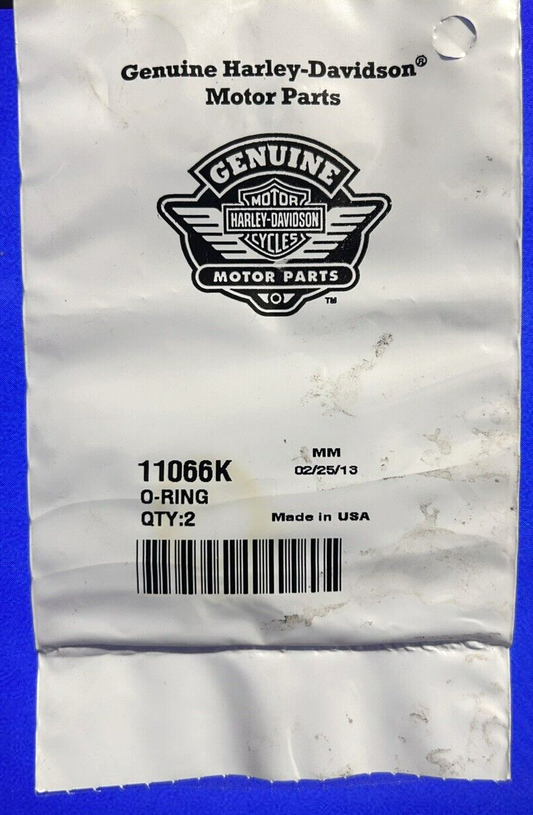 Genuine Harley-Davidson®
Motor Parts
GENUINE
MOTOR
HARLEY-DAVIDSON
CYCLES
MOTOR PARTS
TM
MM
11066K 02/25/13
O-RING
QTY:2 Made in USA